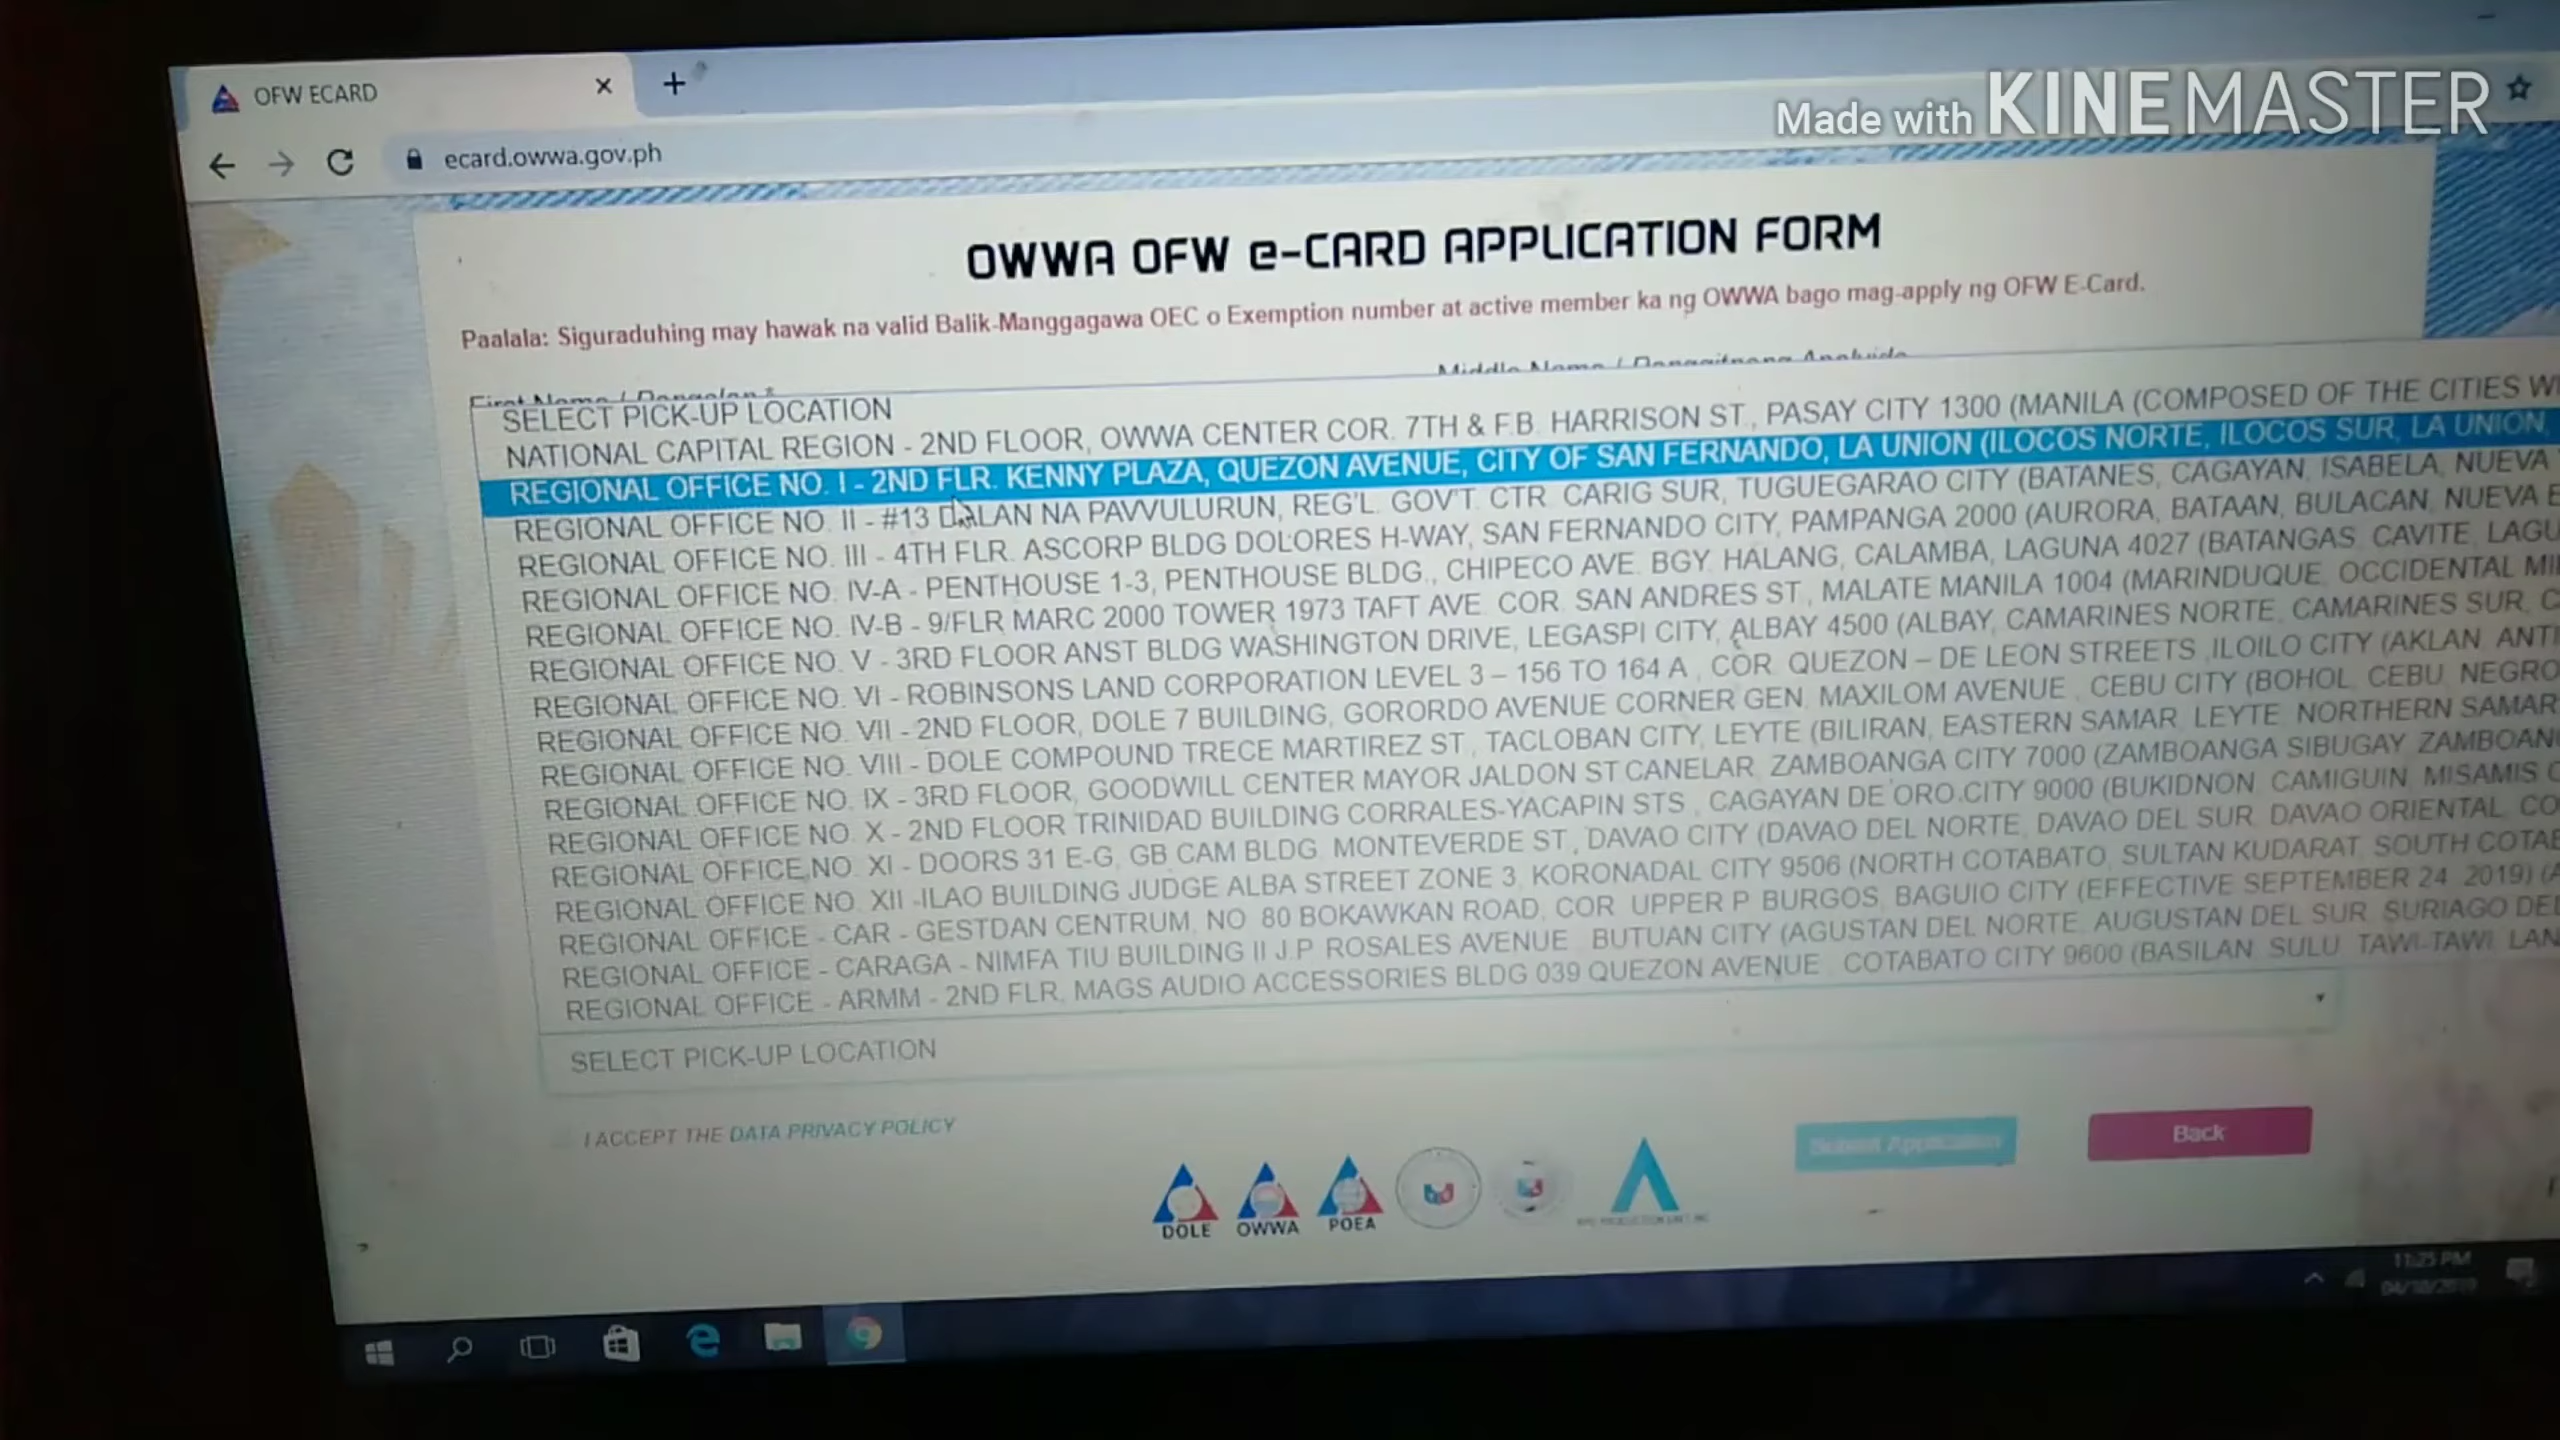 OFW ECARD
Made with KINEMASTER
ecard.owwa.gov.ph
OWWA OFW e-CARD APPLICATION FORM
Paalala: Siguraduhing may hawak na valid Balik-Manggagawa OEC o Exemption number at active member ka ng OWWA bago mag-apply ng OFW E-Card.
SELECT PICK-UP LOCATION
NATIONAL CAPITAL REGION - 2ND FLOOR, OWWA CENTER COR. 7TH & F.B. HARRISON ST., PASAY CITY 1300 (MANILA (COMPOSED OF THE CITIES
REGIONAL OFFICE NO. I - 2ND FLR. KENNY PLAZA, QUEZON AVENUE, CITY OF SAN FERNANDO, LA UNION (ILOCOS NORTE, ILOCOS SUR, LA UNION,
REGIONAL OFFICE NO. II - #13 DALAN NA PAVVULURUN, REG'L. GOV'T. CTR. CARIG SUR, TUGUEGARAO CITY (BATANES, CAGAYAN, ISABELA, NUEVA
REGIONAL OFFICE NO. III - 4TH FLR. ASCORP BLDG DOLORES H-WAY, SAN FERNANDO CITY, PAMPANGA 2000 (AURORA, BATAAN, BULACAN, NUEVA
REGIONAL OFFICE NO. IV-A - PENTHOUSE 1-3, PENTHOUSE BLDG., CHIPECO AVE. BGY. HALANG, CALAMBA, LAGUNA 4027 (BATANGAS, CAVITE,
REGIONAL OFFICE NO. IV-B - 9/FLR MARC 2000 TOWER 1973 TAFT AVE. COR. SAN ANDRES ST., MALATE MANILA 1004 (MARINDUQUE, OCCIDENTAL
REGIONAL OFFICE NO. V - 3RD FLOOR ANST BLDG WASHINGTON DRIVE, LEGASPI CITY, ALBAY 4500 (ALBAY, CAMARINES NORTE, CAMARINES SUR,
REGIONAL OFFICE NO. VI - ROBINSONS LAND CORPORATION LEVEL 3 – 156 TO 164 A , COR. QUEZON – DE LEON STREETS ,ILOILO CITY (AKLAN,
REGIONAL OFFICE NO. VII - 2ND FLOOR, DOLE 7 BUILDING, GORORDO AVENUE CORNER GEN. MAXILOM AVENUE , CEBU CITY (BOHOL, CEBU,
REGIONAL OFFICE NO. VIII - DOLE COMPOUND TRECE MARTIREZ ST., TACLOBAN CITY, LEYTE (BILIRAN, EASTERN SAMAR, LEYTE, NORTHERN SAMAR
REGIONAL OFFICE NO. IX - 3RD FLOOR, GOODWILL CENTER MAYOR JALDON ST CANELAR, ZAMBOANGA CITY 7000 (ZAMBOANGA SIBUGAY,
REGIONAL OFFICE NO. X - 2ND FLOOR TRINIDAD BUILDING CORRALES-YACAPIN STS., CAGAYAN DE ORO CITY 9000 (BUKIDNON, CAMIGUIN, MISAMIS
REGIONAL OFFICE NO. XI - DOORS 31 E-G, GB CAM BLDG. MONTEVERDE ST., DAVAO CITY (DAVAO DEL NORTE, DAVAO DEL SUR, DAVAO ORIENTAL,
REGIONAL OFFICE NO. XII -ILAO BUILDING JUDGE ALBA STREET ZONE 3, KORONADAL CITY 9506 (NORTH COTABATO, SULTAN KUDARAT, SOUTH
REGIONAL OFFICE - CAR - GESTDAN CENTRUM, NO. 80 BOKAWKAN ROAD, COR. UPPER P. BURGOS, BAGUIO CITY (EFFECTIVE SEPTEMBER 24, 2019)
REGIONAL OFFICE - CARAGA - NIMFA TIU BUILDING II J.P. ROSALES AVENUE , BUTUAN CITY (AGUSTAN DEL NORTE, AUGUSTAN DEL SUR, SURIAGO
REGIONAL OFFICE - ARMM - 2ND FLR, MAGS AUDIO ACCESSORIES BLDG 039 QUEZON AVENUE , COTABATO CITY 9600 (BASILAN, SULU, TAWI-TAWI,
SELECT PICK-UP LOCATION
I ACCEPT THE DATA PRIVACY POLICY
Submit Application
Back
DOLE OWWA POEA
11:25 PM